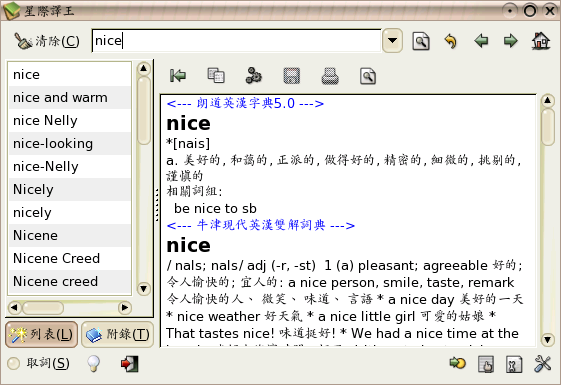 星際譯王
清除(C)
nice
nice
nice and warm
nice Nelly
nice-looking
nice-Nelly
Nicely
nicely
Nicene
Nicene Creed
Nicene creed
列表(L)
附錄(T)
<--- 朗道英漢字典5.0 --->
nice
*[nais]
a. 美好的, 和藹的, 正派的, 做得好的, 精密的, 細微的, 挑剔的,
謹慎的
相關詞組:
be nice to sb
<--- 牛津現代英漢雙解詞典 --->
nice
/ naIs; naIs/ adj (-r, -st) 1 (a) pleasant; agreeable 好的;
令人愉快的; 宜人的: a nice person, smile, taste, remark
令人愉快的人、 微笑、 味道、 言語 * a nice day 美好的一天
* nice weather 好天氣 * a nice little girl 可愛的姑娘 *
That tastes nice! 味道挺好! * We had a nice time at the
取詞(S)